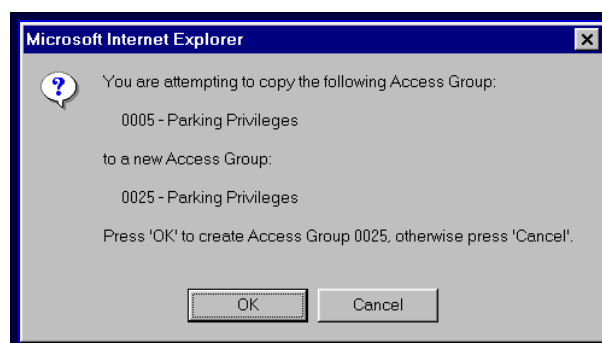 Microsoft Internet Explorer
You are attempting to copy the following Access Group:
0005 - Parking Privileges
to a new Access Group:
0025 - Parking Privileges
Press 'OK' to create Access Group 0025, otherwise press 'Cancel'.
OK
Cancel